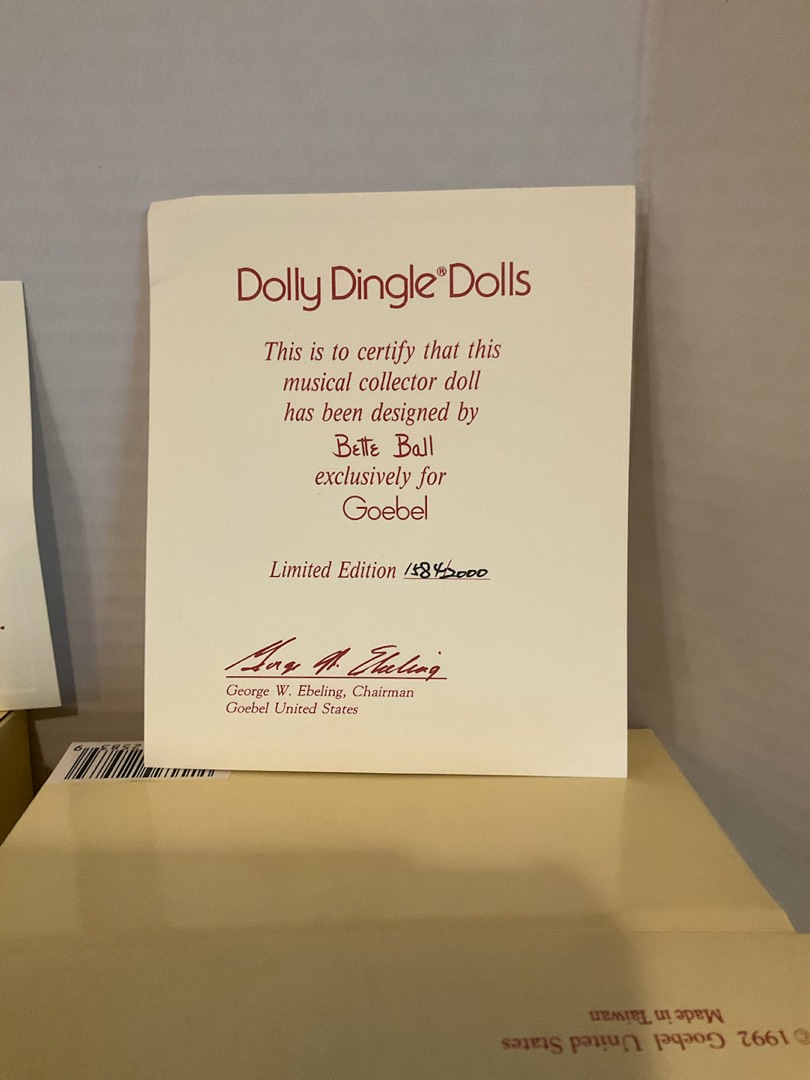 Dolly Dingle® Dolls
This is to certify that this
musical collector doll
has been designed by
Bette Ball
exclusively for
Goebel
Limited Edition 1584/2000
George W. Ebeling
George W. Ebeling, Chairman
Goebel United States
© 1992 Goebel United States
Made in Taiwan